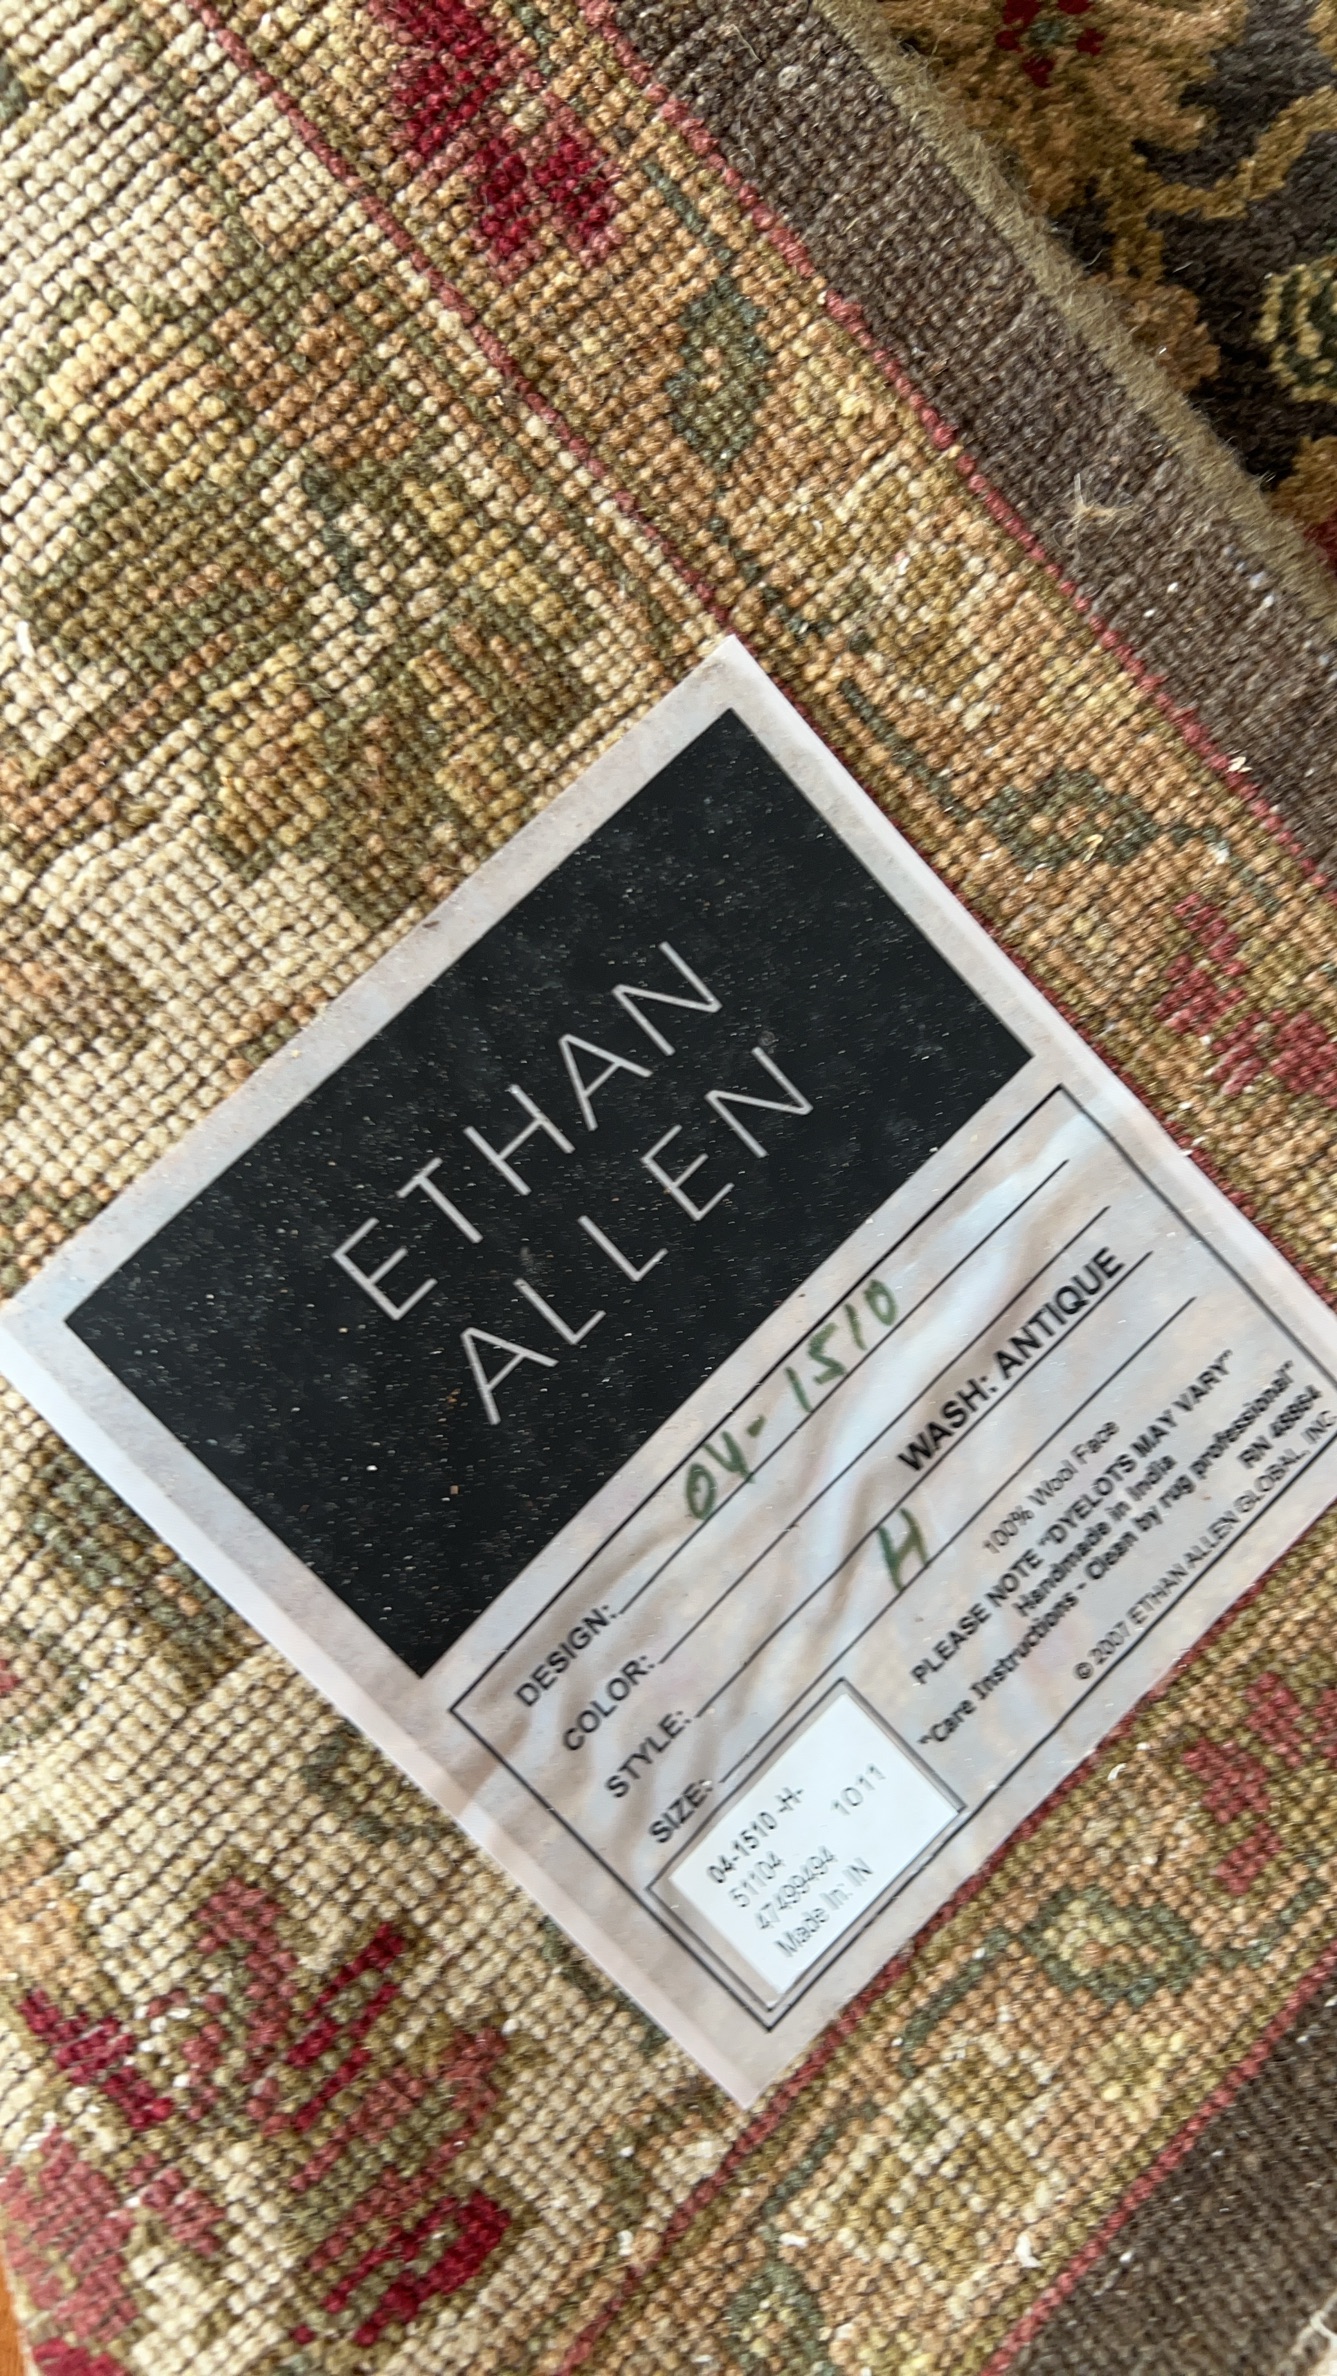 ETHAN
ALLEN
DESIGN: 04-1510
COLOR:
STYLE: WASH: ANTIQUE
SIZE: H
100% Wool Face
PLEASE NOTE "DYELOTS MAY VARY"
Handmade in India
"Care Instructions - Clean by rug professional"
RN 48864
© 2007 ETHAN ALLEN GLOBAL, INC.
04-1510 -H-
51104 1011
47499494
Made In: IN